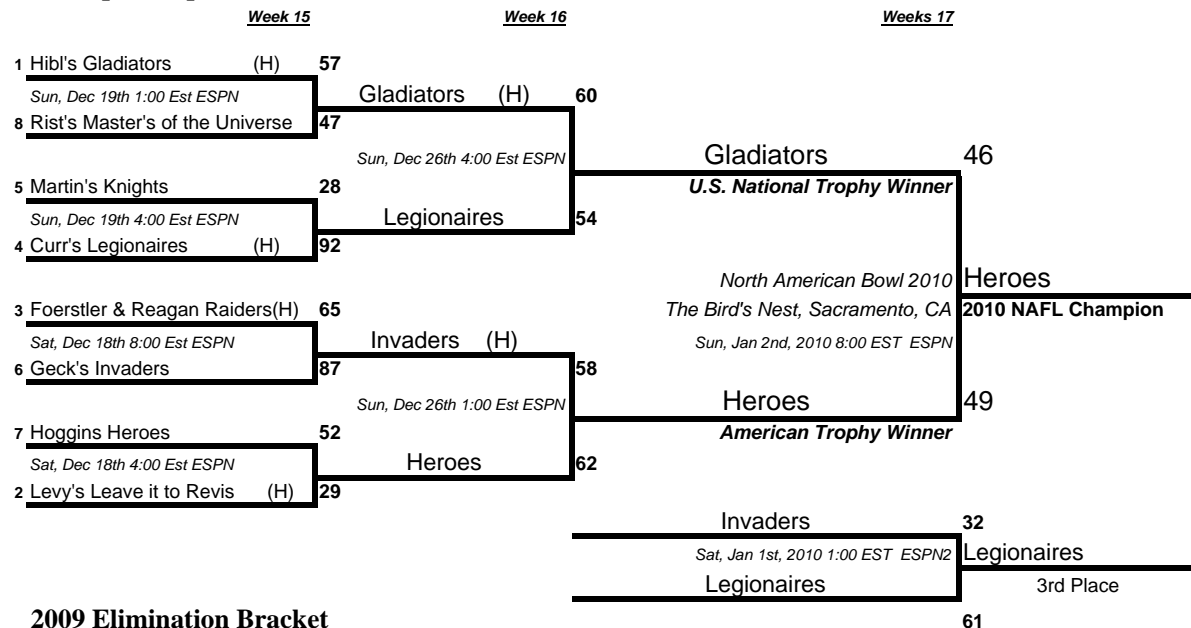 Week 15 Week 16 Weeks 17
1 Hibl's Gladiators (H) 57
Sun, Dec 19th 1:00 Est ESPN
8 Rist's Master's of the Universe 47
Gladiators (H) 60
Sun, Dec 26th 4:00 Est ESPN
5 Martin's Knights 28
Sun, Dec 19th 4:00 Est ESPN
4 Curr's Legionaires (H) 92
Legionaires 54
Gladiators 46
U.S. National Trophy Winner
North American Bowl 2010 Heroes
The Bird's Nest, Sacramento, CA 2010 NAFL Champion
Sun, Jan 2nd, 2010 8:00 EST ESPN
3 Foerstler & Reagan Raiders(H) 65
Sat, Dec 18th 8:00 Est ESPN
6 Geck's Invaders 87
Invaders (H) 58
Sun, Dec 26th 1:00 Est ESPN
Heroes 49
American Trophy Winner
7 Hoggins Heroes 52
Sat, Dec 18th 4:00 Est ESPN
2 Levy's Leave it to Revis (H) 29
Heroes 62
Invaders 32
Sat, Jan 1st, 2010 1:00 EST ESPN2 Legionaires
Legionaires 3rd Place
61
2009 Elimination Bracket